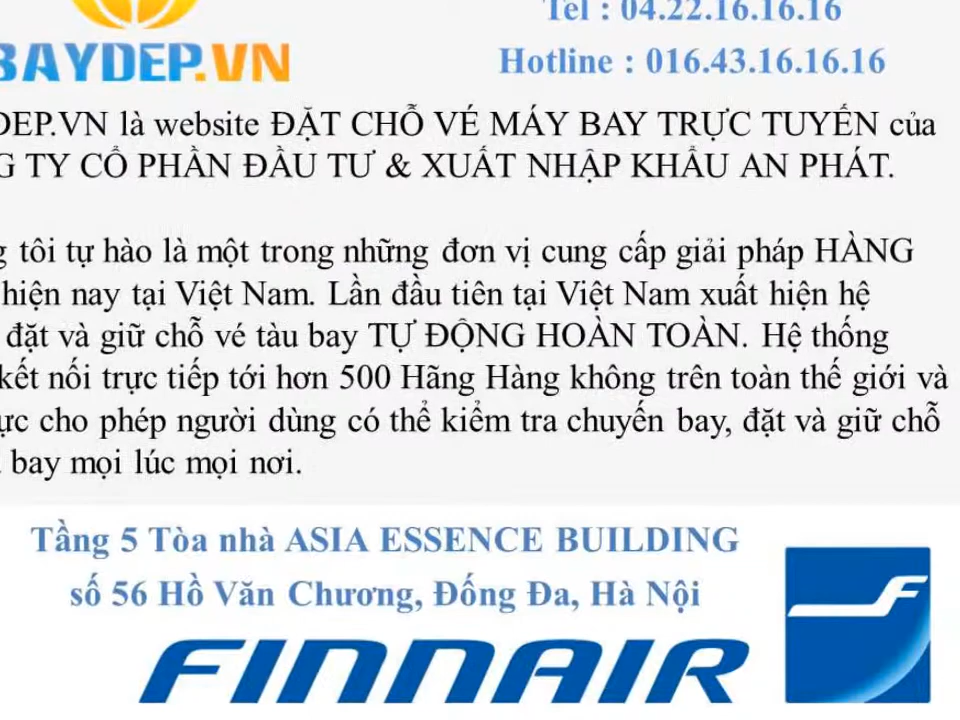 Tel : 04.22.16.16.16
BAYDEP.VN
Hotline : 016.43.16.16.16
DEP.VN là website ĐẶT CHỖ VÉ MÁY BAY TRỰC TUYẾN của
G TY CỔ PHẦN ĐẦU TƯ & XUẤT NHẬP KHẨU AN PHÁT.
g tôi tự hào là một trong những đơn vị cung cấp giải pháp HÀNG
hiện nay tại Việt Nam. Lần đầu tiên tại Việt Nam xuất hiện hệ
đặt và giữ chỗ vé tàu bay TỰ ĐỘNG HOÀN TOÀN. Hệ thống
kết nối trực tiếp tới hơn 500 Hãng Hàng không trên toàn thế giới và
ực cho phép người dùng có thể kiểm tra chuyến bay, đặt và giữ chỗ
bay mọi lúc mọi nơi.
Tầng 5 Tòa nhà ASIA ESSENCE BUILDING
số 56 Hồ Văn Chương, Đống Đa, Hà Nội
FINNAIR